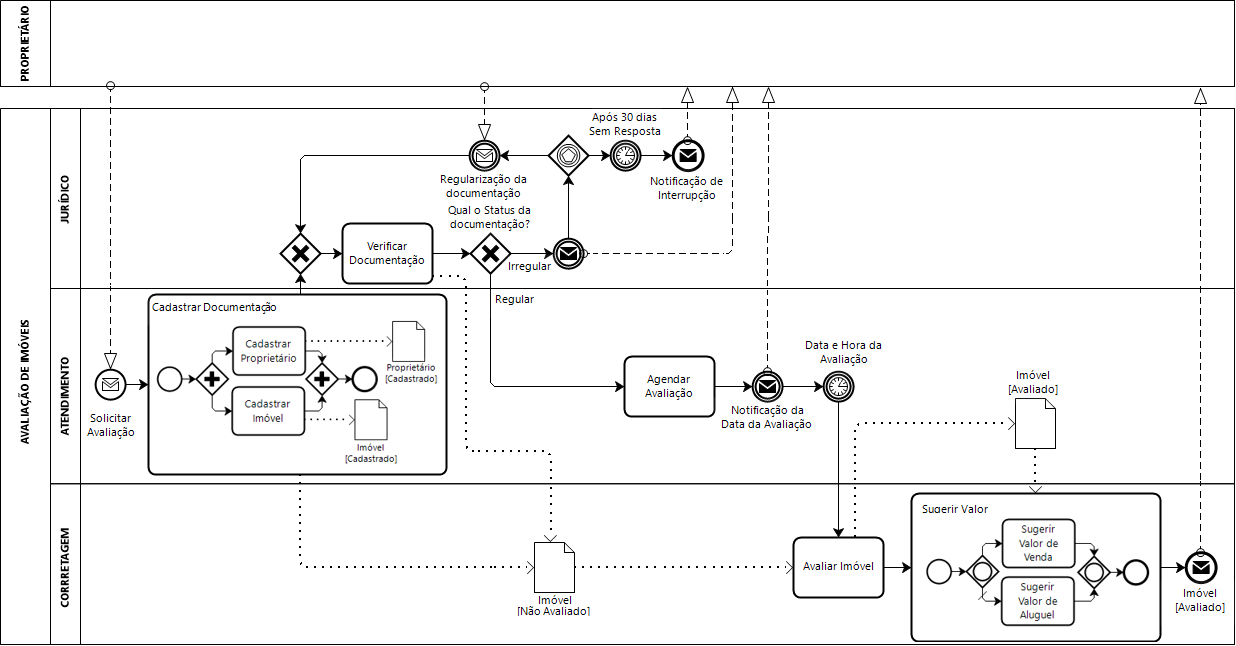 PROPRIETÁRIO
AVALIAÇÃO DE IMÓVEIS
JURÍDICO
Após 30 dias
Sem Resposta
Regularização da
documentação
Notificação de
Interrupção
Qual o Status da
documentação?
Verificar
Documentação
Irregular
Regular
ATENDIMENTO
Solicitar
Avaliação
Cadastrar Documentação
Cadastrar
Proprietário
Cadastrar
Imóvel
Proprietário
[Cadastrado]
Imóvel
[Cadastrado]
Agendar
Avaliação
Notificação da
Data da Avaliação
Data e Hora da
Avaliação
Imóvel
[Avaliado]
CORRRETAGEM
Imóvel
[Não Avaliado]
Avaliar Imóvel
Sugerir Valor
Sugerir
Valor de
Venda
Sugerir
Valor de
Aluguel
Imóvel
[Avaliado]